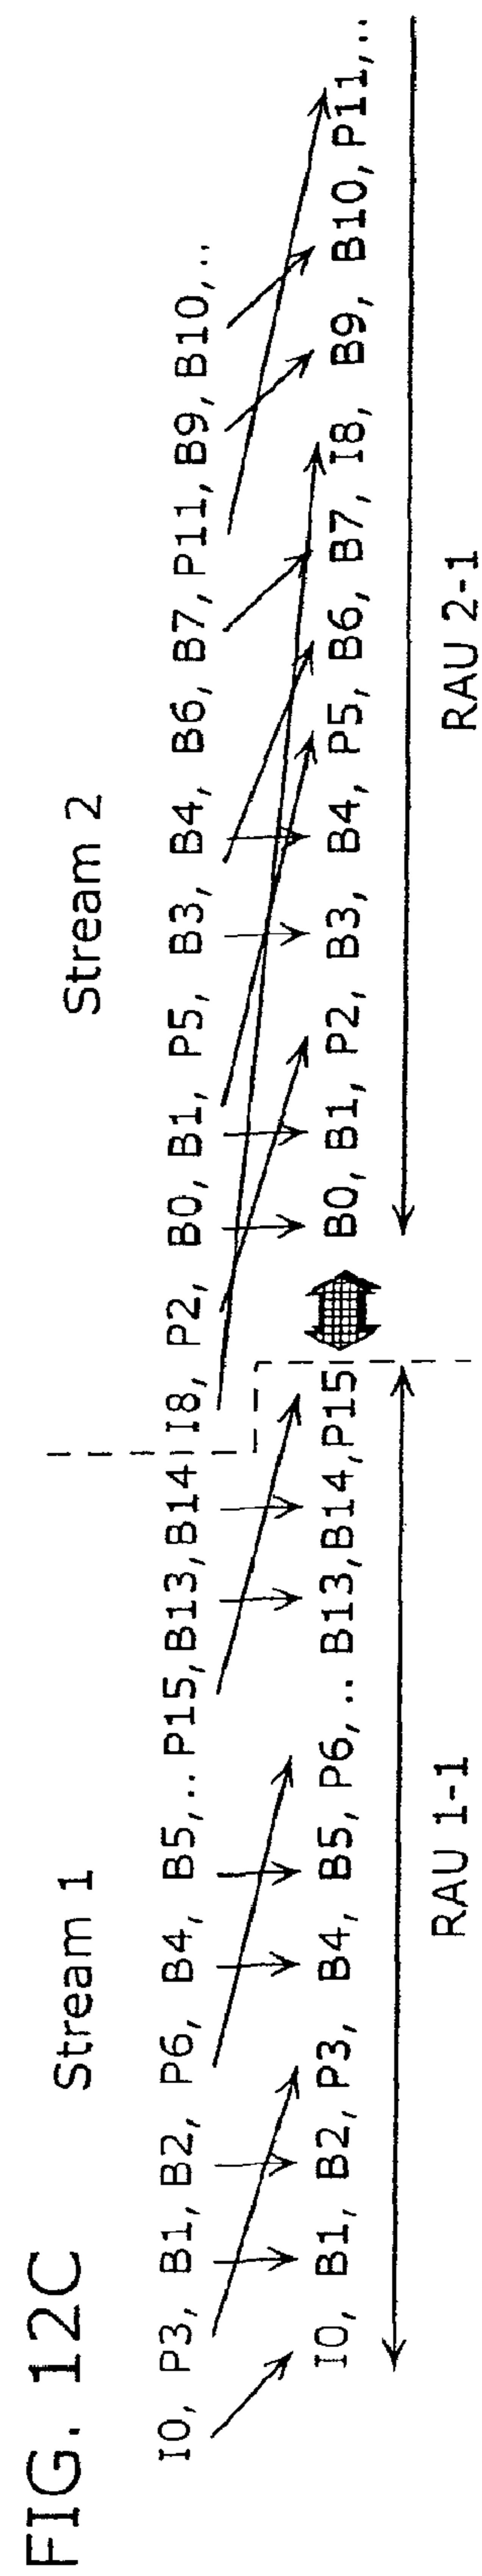 FIG. 12C
Stream 1
Stream 2
I0, P3, B1, B2, P6, B4, B5,.. P15,B13,B14 I8, P2, B0, B1, P5, B3, B4, B6, B7, P11, B9, B10,..
I0, B1, B2, P3, B4, B5, P6,.. B13,B14,P15 B0, B1, P2, B3, B4, P5, B6, B7, I8, B9, B10, P11,..
RAU 1-1
RAU 2-1